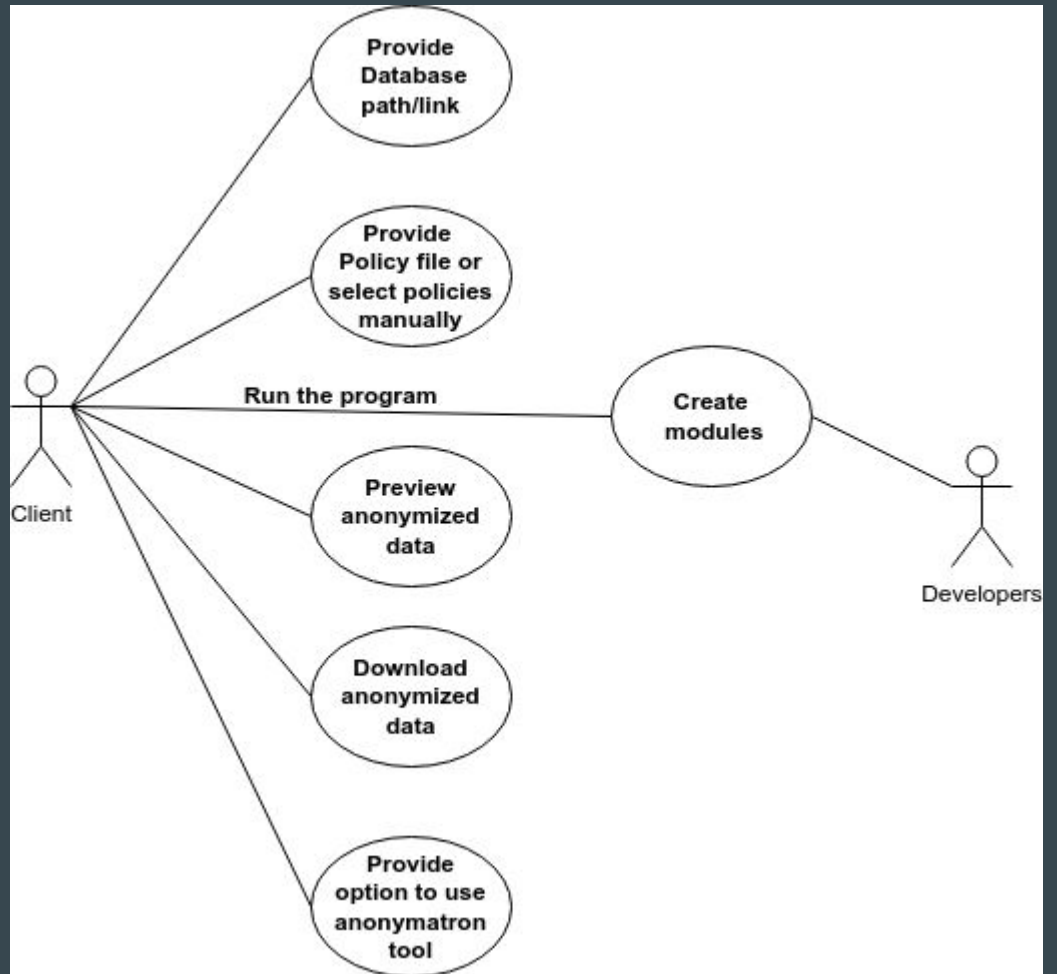 Provide
Database
path/link
Provide
Policy file or
select policies
manually
Run the program
Create
modules
Client
Preview
anonymized
data
Developers
Download
anonymized
data
Provide
option to use
anonymatron
tool